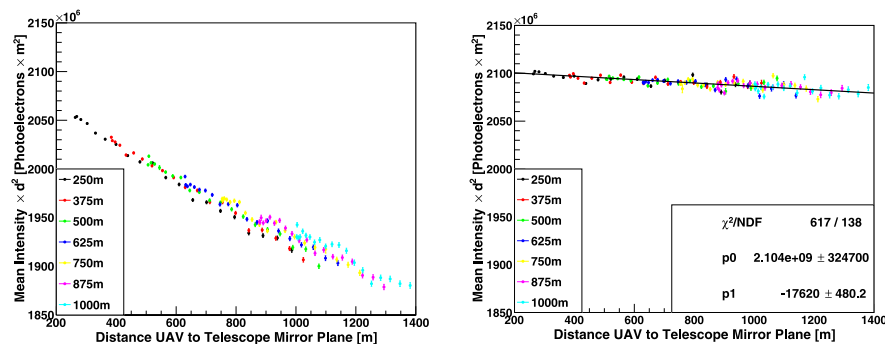 ×10⁶
2150
2100
2050
2000
1950
1900
1850
Mean Intensity × d² [Photoelectrons × m²]
250m
375m
500m
625m
750m
875m
1000m
200 400 600 800 1000 1200 1400
Distance UAV to Telescope Mirror Plane [m]
×10⁶
2150
2100
2050
2000
1950
1900
1850
Mean Intensity × d² [Photoelectrons × m²]
250m
375m
500m
625m
750m
875m
1000m
χ²/NDF 617 / 138
p0 2.104e+09 ± 324700
p1 -17620 ± 480.2
200 400 600 800 1000 1200 1400
Distance UAV to Telescope Mirror Plane [m]